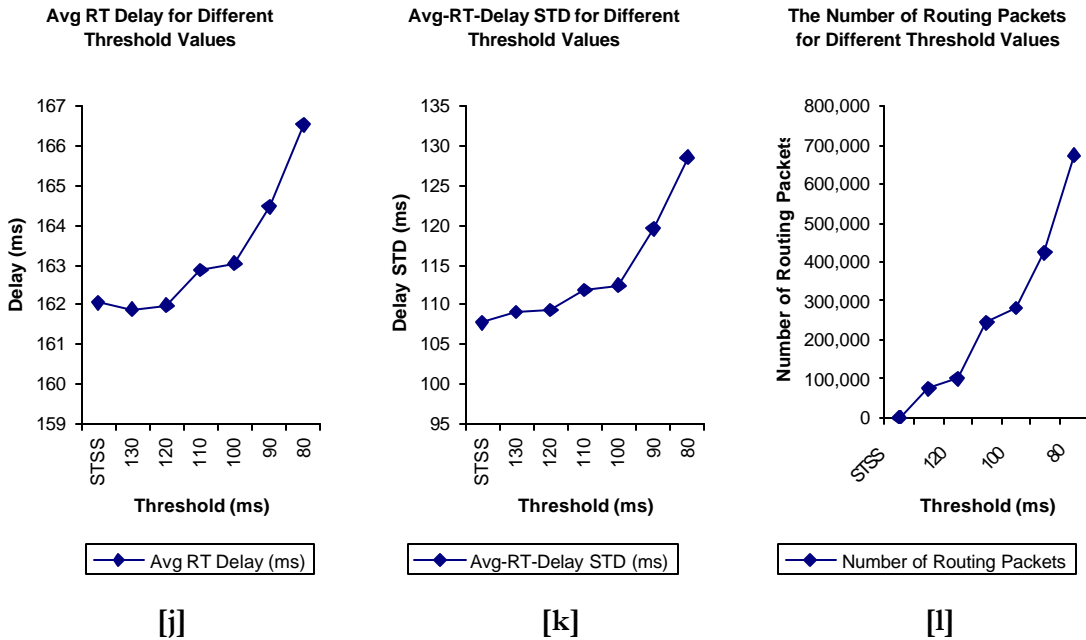 Avg RT Delay for Different
Threshold Values
167
166
165
164
163
162
161
160
159
Delay (ms)
STSS
130
120
110
100
90
80
Threshold (ms)
Avg RT Delay (ms)
[j]
Avg-RT-Delay STD for Different
Threshold Values
135
130
125
120
115
110
105
100
95
Delay STD (ms)
STSS
130
120
110
100
90
80
Threshold (ms)
Avg-RT-Delay STD (ms)
[k]
The Number of Routing Packets
for Different Threshold Values
800,000
700,000
600,000
500,000
400,000
300,000
200,000
100,000
0
Number of Routing Packets
STSS
120
100
80
Threshold (ms)
Number of Routing Packets
[l]